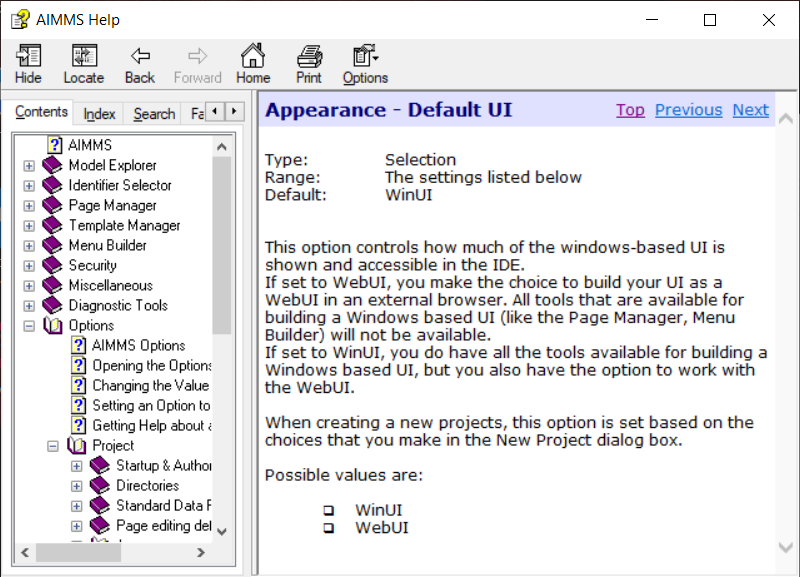 AIMMS Help
Hide Locate Back Forward Home Print Options
Contents Index Search Fa
AIMMS
Model Explorer
Identifier Selector
Page Manager
Template Manager
Menu Builder
Security
Miscellaneous
Diagnostic Tools
Options
AIMMS Options
Opening the Options
Changing the Value
Setting an Option to
Getting Help about a
Project
Startup & Author
Directories
Standard Data F
Page editing def
Appearance - Default UI Top Previous Next
Type: Selection
Range: The settings listed below
Default: WinUI
This option controls how much of the windows-based UI is
shown and accessible in the IDE.
If set to WebUI, you make the choice to build your UI as a
WebUI in an external browser. All tools that are available for
building a Windows based UI (like the Page Manager, Menu
Builder) will not be available.
If set to WinUI, you do have all the tools available for building a
Windows based UI, but you also have the option to work with
the WebUI.
When creating a new projects, this option is set based on the
choices that you make in the New Project dialog box.
Possible values are:
WinUI
WebUI